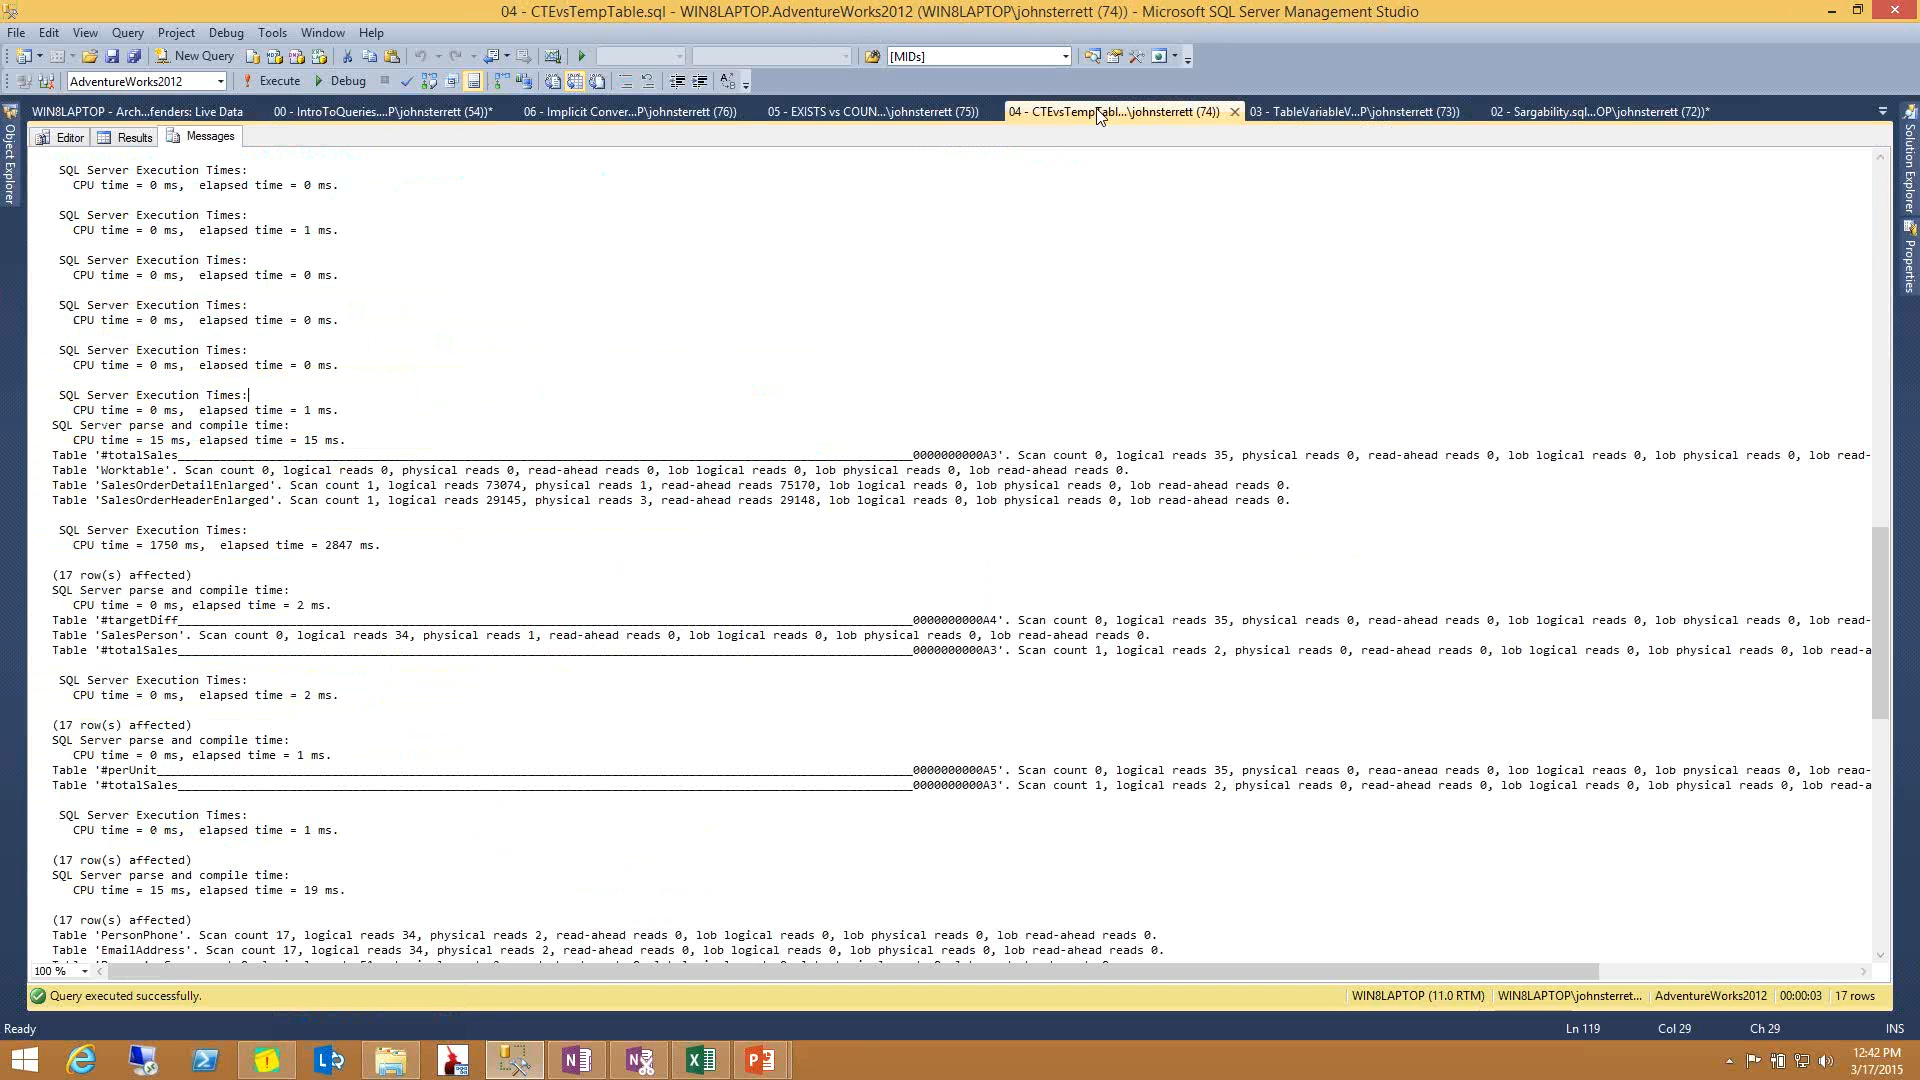 04 - CTEvsTempTable.sql - WIN8LAPTOP.AdventureWorks2012 (WIN8LAPTOP\johnsterrett (74)) - Microsoft SQL Server Management Studio
File Edit View Query Project Debug Tools Window Help
New Query [MIDs]
AdventureWorks2012 Execute Debug
WIN8LAPTOP - Arch...fenders: Live Data 00 - IntroToQueries....P\johnsterrett (54))* 06 - Implicit Conver...P\johnsterrett (76)) 05 - EXISTS vs COUN...\johnsterrett (75)) 04 - CTEvsTempTabl...\johnsterrett (74)) 03 - TableVariableV...P\johnsterrett (73)) 02 - Sargability.sql...OP\johnsterrett (72))*
Editor Results Messages
Object Explorer
Solution Explorer
Properties
SQL Server Execution Times:
CPU time = 0 ms,  elapsed time = 0 ms.
SQL Server Execution Times:
CPU time = 0 ms,  elapsed time = 1 ms.
SQL Server Execution Times:
CPU time = 0 ms,  elapsed time = 0 ms.
SQL Server Execution Times:
CPU time = 0 ms,  elapsed time = 0 ms.
SQL Server Execution Times:
CPU time = 0 ms,  elapsed time = 0 ms.
SQL Server Execution Times:
CPU time = 0 ms,  elapsed time = 1 ms.
SQL Server parse and compile time:
CPU time = 15 ms, elapsed time = 15 ms.
Table '#totalSales_________________________________________________________________________________________________________0000000000A3'. Scan count 0, logical reads 35, physical reads 0, read-ahead reads 0, lob logical reads 0, lob physical reads 0, lob read-
Table 'Worktable'. Scan count 0, logical reads 0, physical reads 0, read-ahead reads 0, lob logical reads 0, lob physical reads 0, lob read-ahead reads 0.
Table 'SalesOrderDetailEnlarged'. Scan count 1, logical reads 73074, physical reads 1, read-ahead reads 75170, lob logical reads 0, lob physical reads 0, lob read-ahead reads 0.
Table 'SalesOrderHeaderEnlarged'. Scan count 1, logical reads 29145, physical reads 3, read-ahead reads 29148, lob logical reads 0, lob physical reads 0, lob read-ahead reads 0.
SQL Server Execution Times:
CPU time = 1750 ms,  elapsed time = 2847 ms.
(17 row(s) affected)
SQL Server parse and compile time:
CPU time = 0 ms, elapsed time = 2 ms.
Table '#targetDiff_________________________________________________________________________________________________________0000000000A4'. Scan count 0, logical reads 35, physical reads 0, read-ahead reads 0, lob logical reads 0, lob physical reads 0, lob read-
Table 'SalesPerson'. Scan count 0, logical reads 34, physical reads 1, read-ahead reads 0, lob logical reads 0, lob physical reads 0, lob read-ahead reads 0.
Table '#totalSales_________________________________________________________________________________________________________0000000000A3'. Scan count 1, logical reads 2, physical reads 0, read-ahead reads 0, lob logical reads 0, lob physical reads 0, lob read-a
SQL Server Execution Times:
CPU time = 0 ms,  elapsed time = 2 ms.
(17 row(s) affected)
SQL Server parse and compile time:
CPU time = 0 ms, elapsed time = 1 ms.
Table '#perUnit____________________________________________________________________________________________________________0000000000A5'. Scan count 0, logical reads 35, physical reads 0, read-ahead reads 0, lob logical reads 0, lob physical reads 0, lob read-
Table '#totalSales_________________________________________________________________________________________________________0000000000A3'. Scan count 1, logical reads 2, physical reads 0, read-ahead reads 0, lob logical reads 0, lob physical reads 0, lob read-a
SQL Server Execution Times:
CPU time = 0 ms,  elapsed time = 1 ms.
(17 row(s) affected)
SQL Server parse and compile time:
CPU time = 15 ms, elapsed time = 19 ms.
(17 row(s) affected)
Table 'PersonPhone'. Scan count 17, logical reads 34, physical reads 2, read-ahead reads 0, lob logical reads 0, lob physical reads 0, lob read-ahead reads 0.
Table 'EmailAddress'. Scan count 17, logical reads 34, physical reads 2, read-ahead reads 0, lob logical reads 0, lob physical reads 0, lob read-ahead reads 0.
100 %
Query executed successfully. WIN8LAPTOP (11.0 RTM) WIN8LAPTOP\johnsterret... AdventureWorks2012 00:00:03 17 rows
Ready Ln 119 Col 29 Ch 29 INS
12:42 PM
3/17/2015